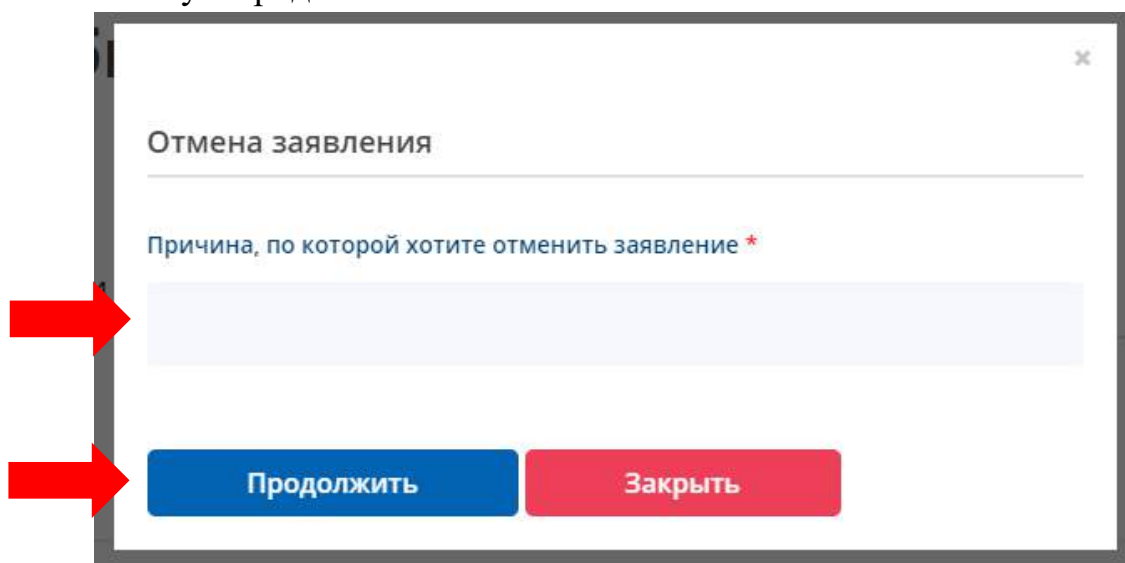 Отмена заявления
Причина, по которой хотите отменить заявление *
Продолжить
Закрыть